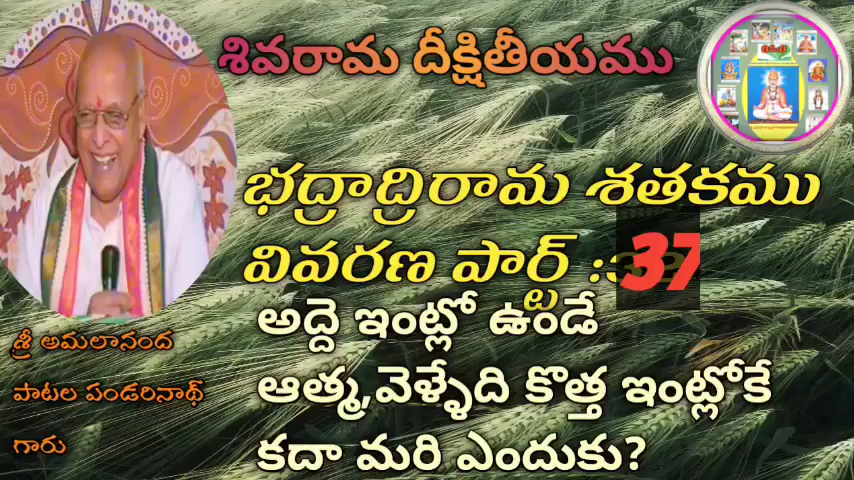 శివరామ దీక్షితీయము
భద్రాద్రిరామ శతకము
వివరణ పార్ట్ :37
అద్దె ఇంట్లో ఉండే
ఆత్మ,వెళ్ళేది కొత్త ఇంట్లోకే
కదా మరి ఎందుకు?
శ్రీ అమలానంద
పాటల పండరినాథ్
గారు